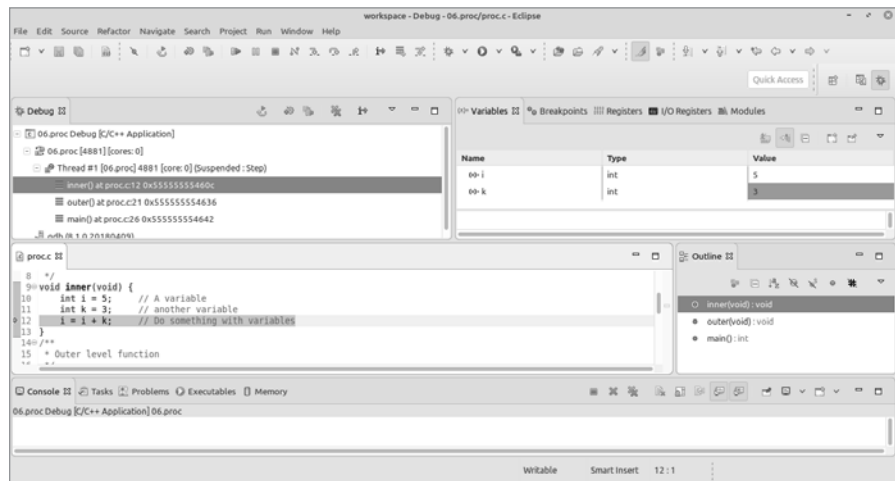 workspace - Debug - 06.proc/proc.c - Eclipse
File Edit Source Refactor Navigate Search Project Run Window Help
Quick Access
Debug
06.proc Debug [C/C++ Application]
06.proc [4881] [cores: 0]
Thread #1 [06.proc] 4881 [core: 0] (Suspended : Step)
inner() at proc.c:12 0x55555555460c
outer() at proc.c:21 0x555555554636
main() at proc.c:26 0x555555554642
(8.1.0.20180409)
Variables Breakpoints Registers I/O Registers Modules
Name Type Value
i int 5
k int 3
proc.c
8 */
9 void inner(void) {
10 int i = 5; // A variable
11 int k = 3; // another variable
12 i = i + k; // Do something with variables
13 }
14 /**
15 * Outer level function
Outline
inner(void) : void
outer(void) : void
main() : int
Console Tasks Problems Executables Memory
06.proc Debug [C/C++ Application] 06.proc
Writable Smart Insert 12 : 1